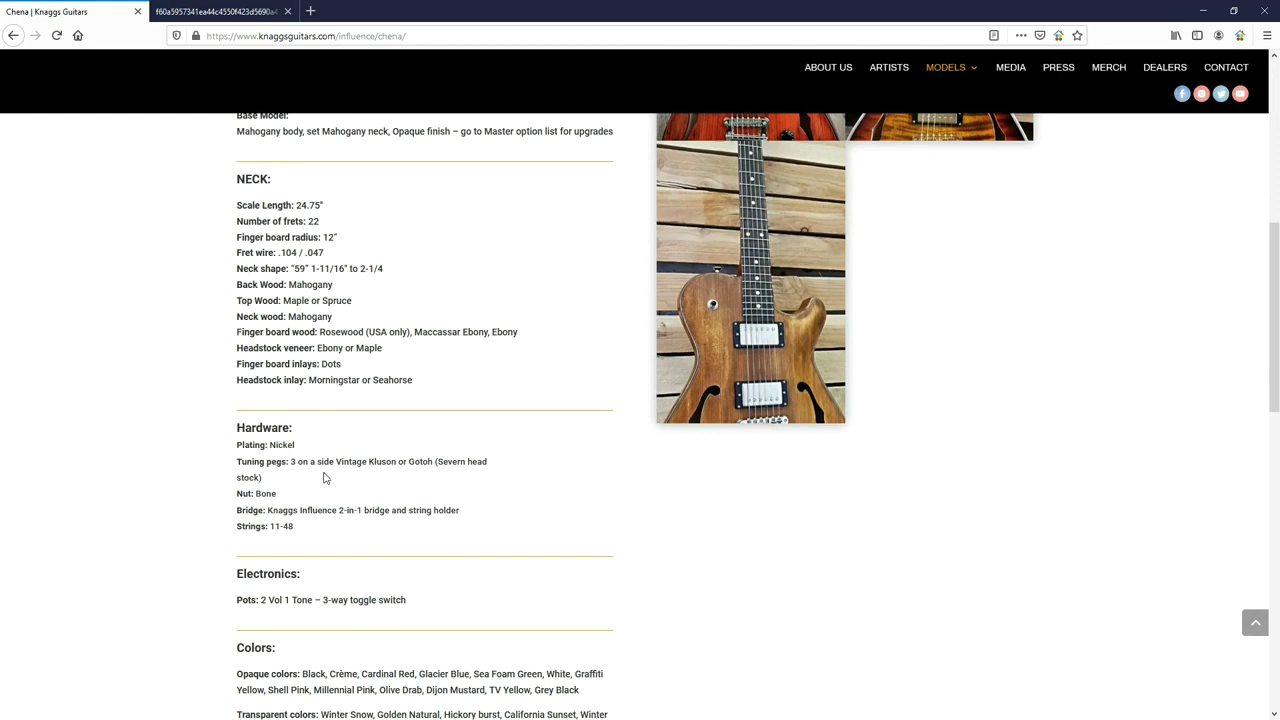 Chena | Knaggs Guitars
f60a5957341ea44c4550f423d5690a
https://www.knaggsguitars.com/influence/chena/
ABOUT US ARTISTS MODELS MEDIA PRESS MERCH DEALERS CONTACT
Base Model:
Mahogany body, set Mahogany neck, Opaque finish – go to Master option list for upgrades
NECK:
Scale Length: 24.75"
Number of frets: 22
Finger board radius: 12”
Fret wire: .104 / .047
Neck shape: “59” 1-11/16" to 2-1/4
Back Wood: Mahogany
Top Wood: Maple or Spruce
Neck wood: Mahogany
Finger board wood: Rosewood (USA only), Maccassar Ebony, Ebony
Headstock veneer: Ebony or Maple
Finger board inlays: Dots
Headstock inlay: Morningstar or Seahorse
Hardware:
Plating: Nickel
Tuning pegs: 3 on a side Vintage Kluson or Gotoh (Severn head
stock)
Nut: Bone
Bridge: Knaggs Influence 2-in-1 bridge and string holder
Strings: 11-48
Electronics:
Pots: 2 Vol 1 Tone – 3-way toggle switch
Colors:
Opaque colors: Black, Crème, Cardinal Red, Glacier Blue, Sea Foam Green, White, Graffiti
Yellow, Shell Pink, Millennial Pink, Olive Drab, Dijon Mustard, TV Yellow, Grey Black
Transparent colors: Winter Snow, Golden Natural, Hickory burst, California Sunset, Winter